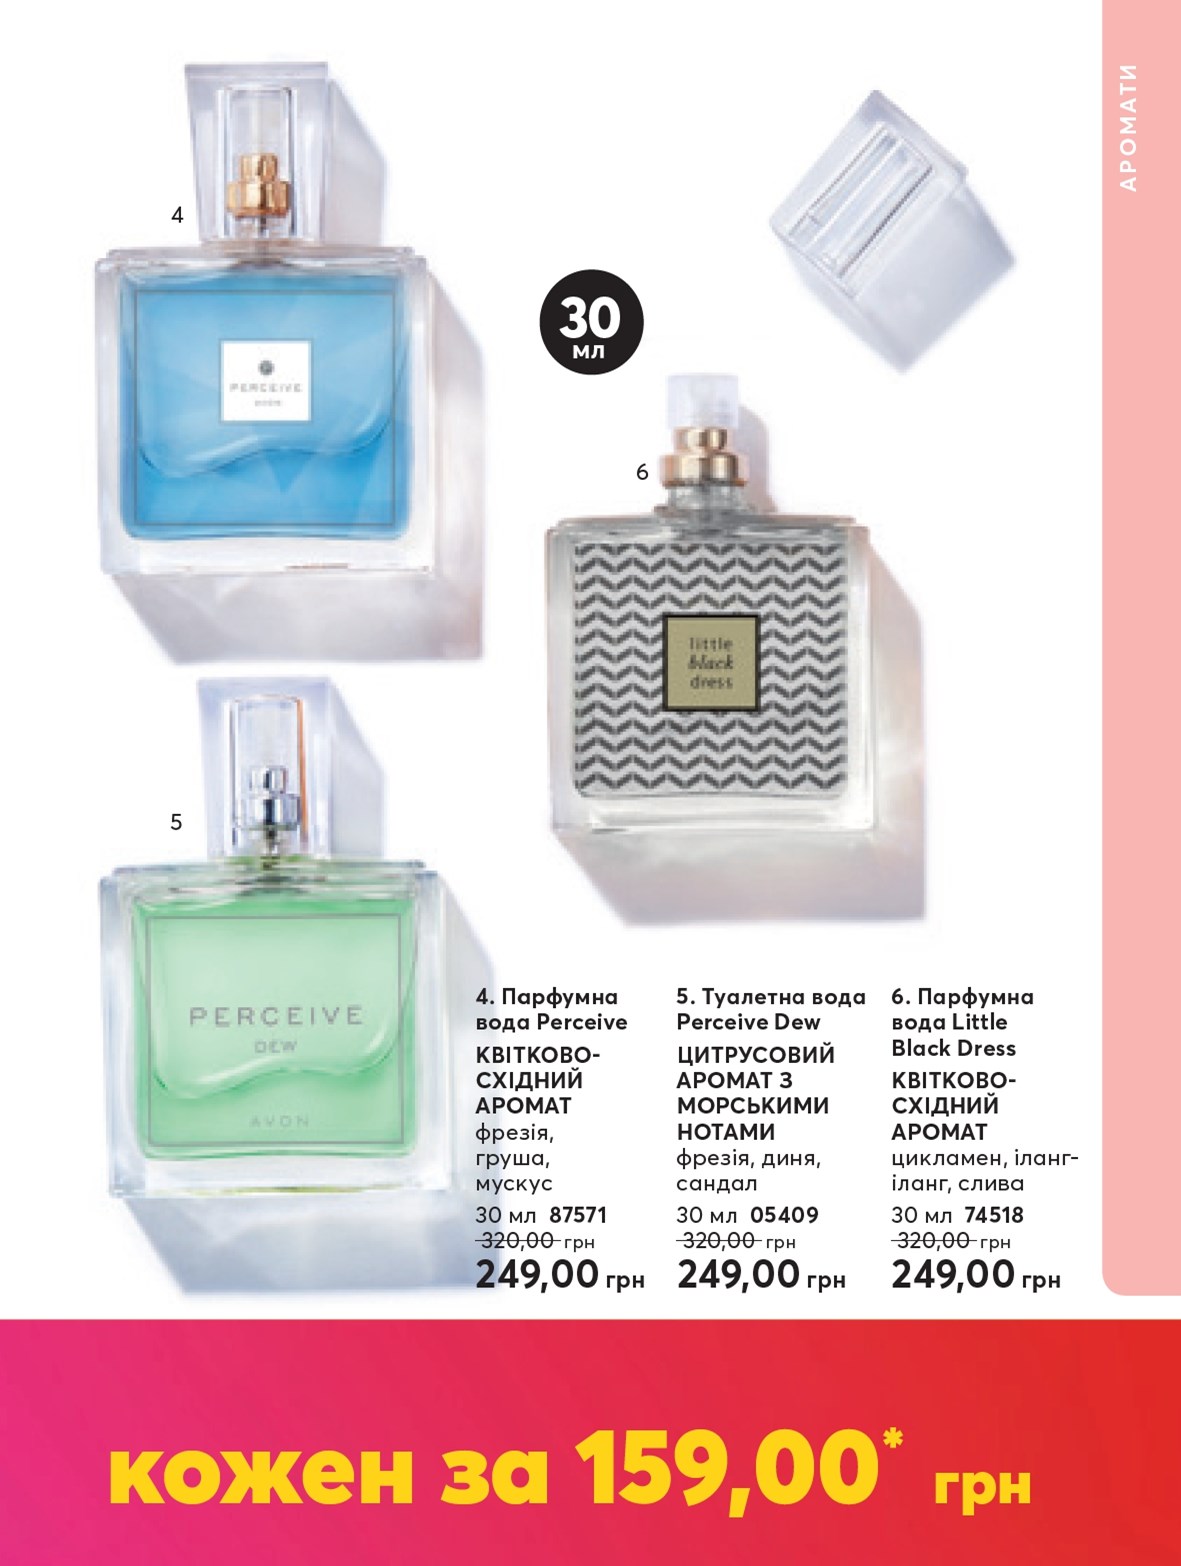 АРОМАТИ
4
PERCEIVE
AVON
30
мл
6
little
black
dress
5
PERCEIVE
DEW
AVON
4. Парфумна
вода Perceive
КВІТКОВО-
СХІДНИЙ
АРОМАТ
фрезія,
груша,
мускус
30 мл 87571
320,00 грн
249,00 грн
5. Туалетна вода
Perceive Dew
ЦИТРУСОВИЙ
АРОМАТ З
МОРСЬКИМИ
НОТАМИ
фрезія, диня,
сандал
30 мл 05409
320,00 грн
249,00 грн
6. Парфумна
вода Little
Black Dress
КВІТКОВО-
СХІДНИЙ
АРОМАТ
цикламен, іланг-
іланг, слива
30 мл 74518
320,00 грн
249,00 грн
кожен за 159,00* грн